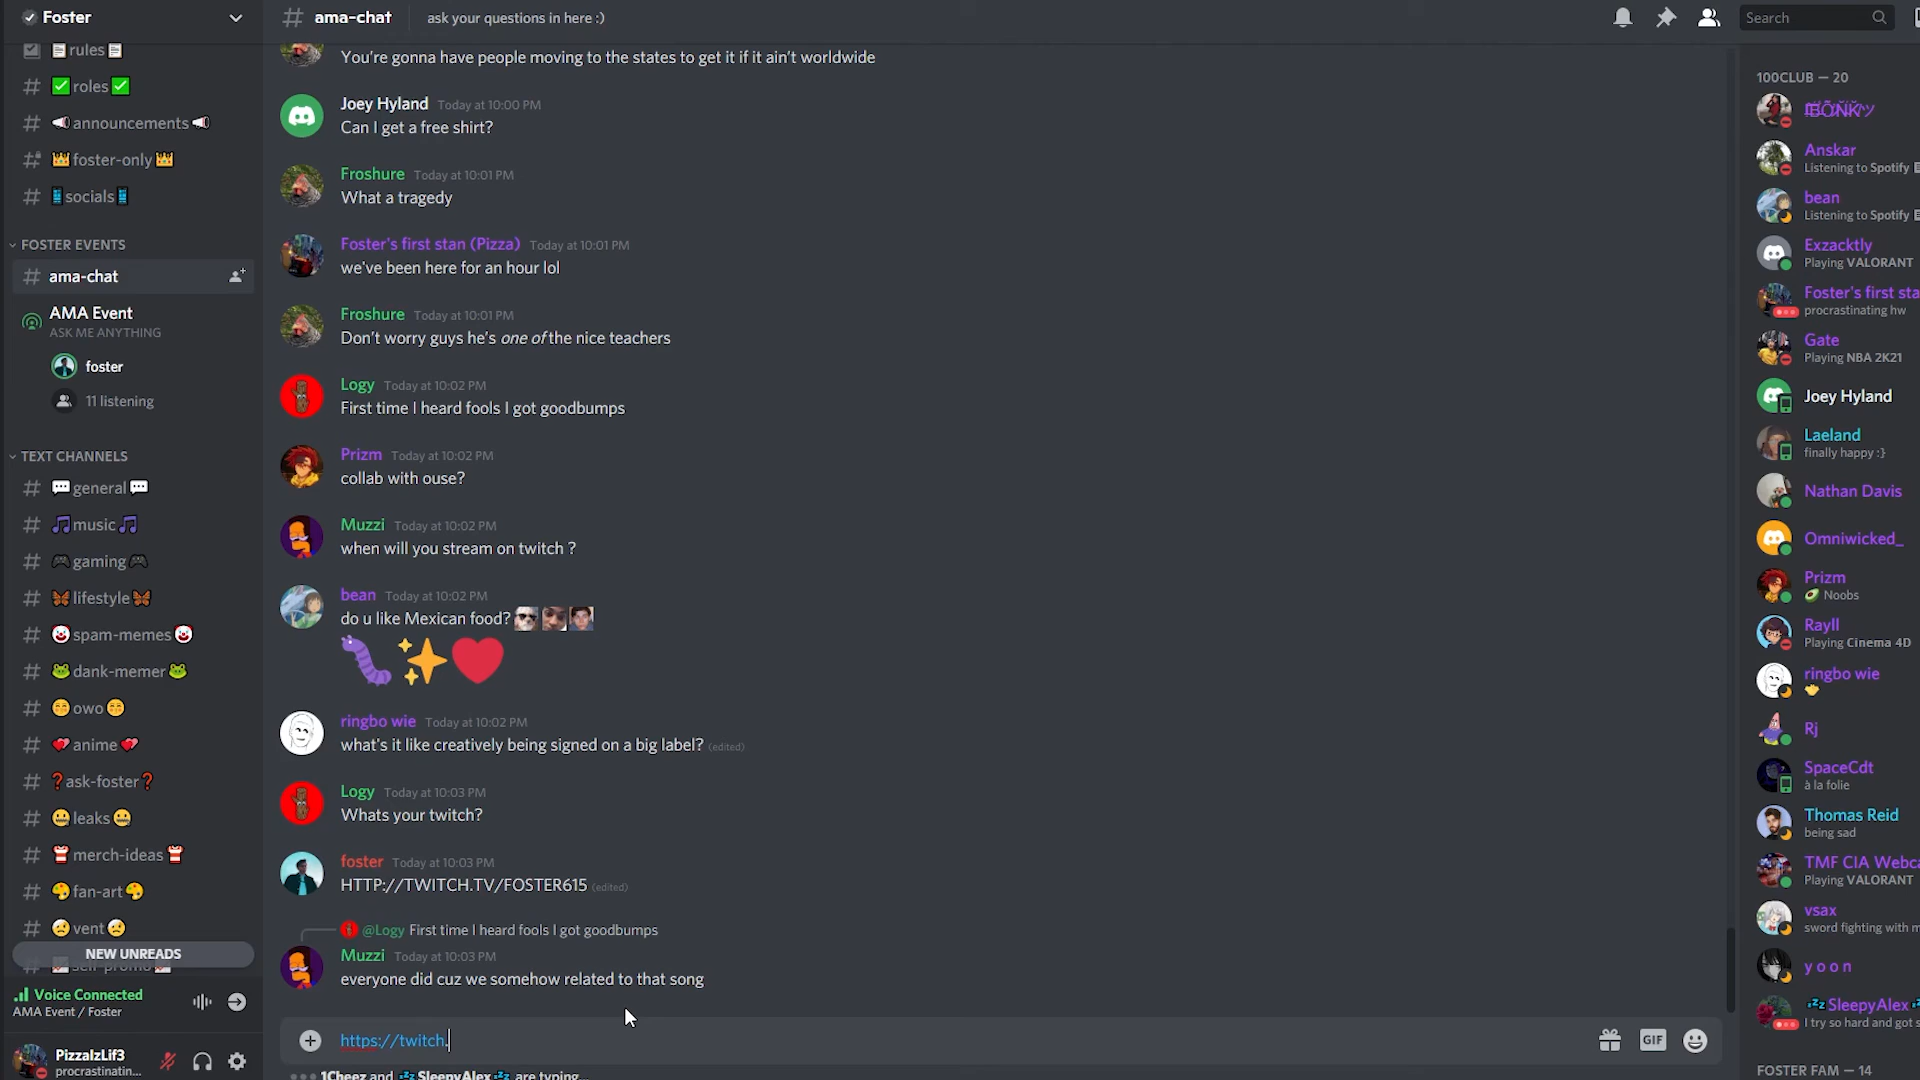 Foster
rules
roles
announcements
foster-only
socials
FOSTER EVENTS
ama-chat
AMA Event
ASK ME ANYTHING
foster
11 listening
TEXT CHANNELS
general
music
gaming
lifestyle
spam-memes
dank-memer
owo
anime
ask-foster
leaks
merch-ideas
fan-art
vent
NEW UNREADS
self-promo
Voice Connected
AMA Event / Foster
PizzaIzLif3
procrastinatin...
ama-chat
ask your questions in here :)
Search
You're gonna have people moving to the states to get it if it ain't worldwide
Joey Hyland Today at 10:00 PM
Can I get a free shirt?
Froshure Today at 10:01 PM
What a tragedy
Foster's first stan (Pizza) Today at 10:01 PM
we've been here for an hour lol
Froshure Today at 10:01 PM
Don't worry guys he's one of the nice teachers
Logy Today at 10:02 PM
First time I heard fools I got goodbumps
Prizm Today at 10:02 PM
collab with ouse?
Muzzi Today at 10:02 PM
when will you stream on twitch ?
bean Today at 10:02 PM
do u like Mexican food?
ringbo wie Today at 10:02 PM
what's it like creatively being signed on a big label? (edited)
Logy Today at 10:03 PM
Whats your twitch?
foster Today at 10:03 PM
HTTP://TWITCH.TV/FOSTER615 (edited)
@Logy First time I heard fools I got goodbumps
Muzzi Today at 10:03 PM
everyone did cuz we somehow related to that song
https://twitch.
GIF
1Cheez and 💤SleepyAlex💤 are typing...
100CLUB — 20
Anskar
Listening to Spotify
bean
Listening to Spotify
Exzacktly
Playing VALORANT
Foster's first sta
procrastinating hw
Gate
Playing NBA 2K21
Joey Hyland
Laeland
finally happy :}
Nathan Davis
Omniwicked_
Prizm
Noobs
Rayll
Playing Cinema 4D
ringbo wie
Rj
SpaceCdt
à la folie
Thomas Reid
being sad
TMF CIA Webca
Playing VALORANT
vsax
sword fighting with m
y o o n
💤SleepyAlex💤
I try so hard and got s
FOSTER FAM — 14